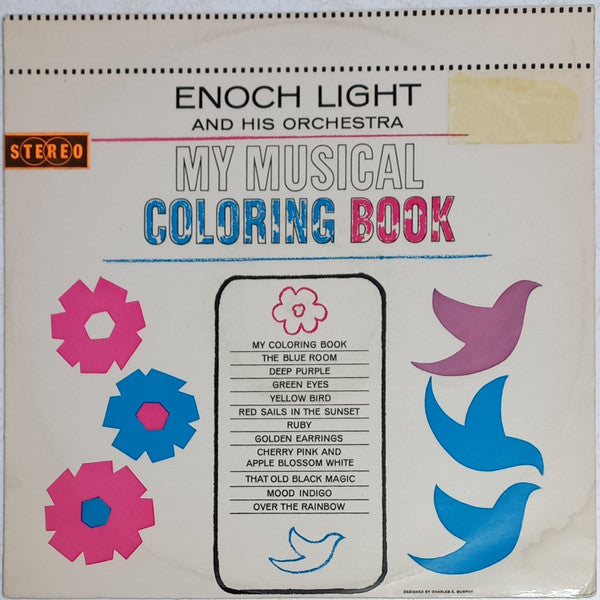 ENOCH LIGHT
AND HIS ORCHESTRA
STEREO
MY MUSICAL
COLORING BOOK
MY COLORING BOOK
THE BLUE ROOM
DEEP PURPLE
GREEN EYES
YELLOW BIRD
RED SAILS IN THE SUNSET
RUBY
GOLDEN EARRINGS
CHERRY PINK AND
APPLE BLOSSOM WHITE
THAT OLD BLACK MAGIC
MOOD INDIGO
OVER THE RAINBOW
DESIGNED BY CHARLES E. MURPHY